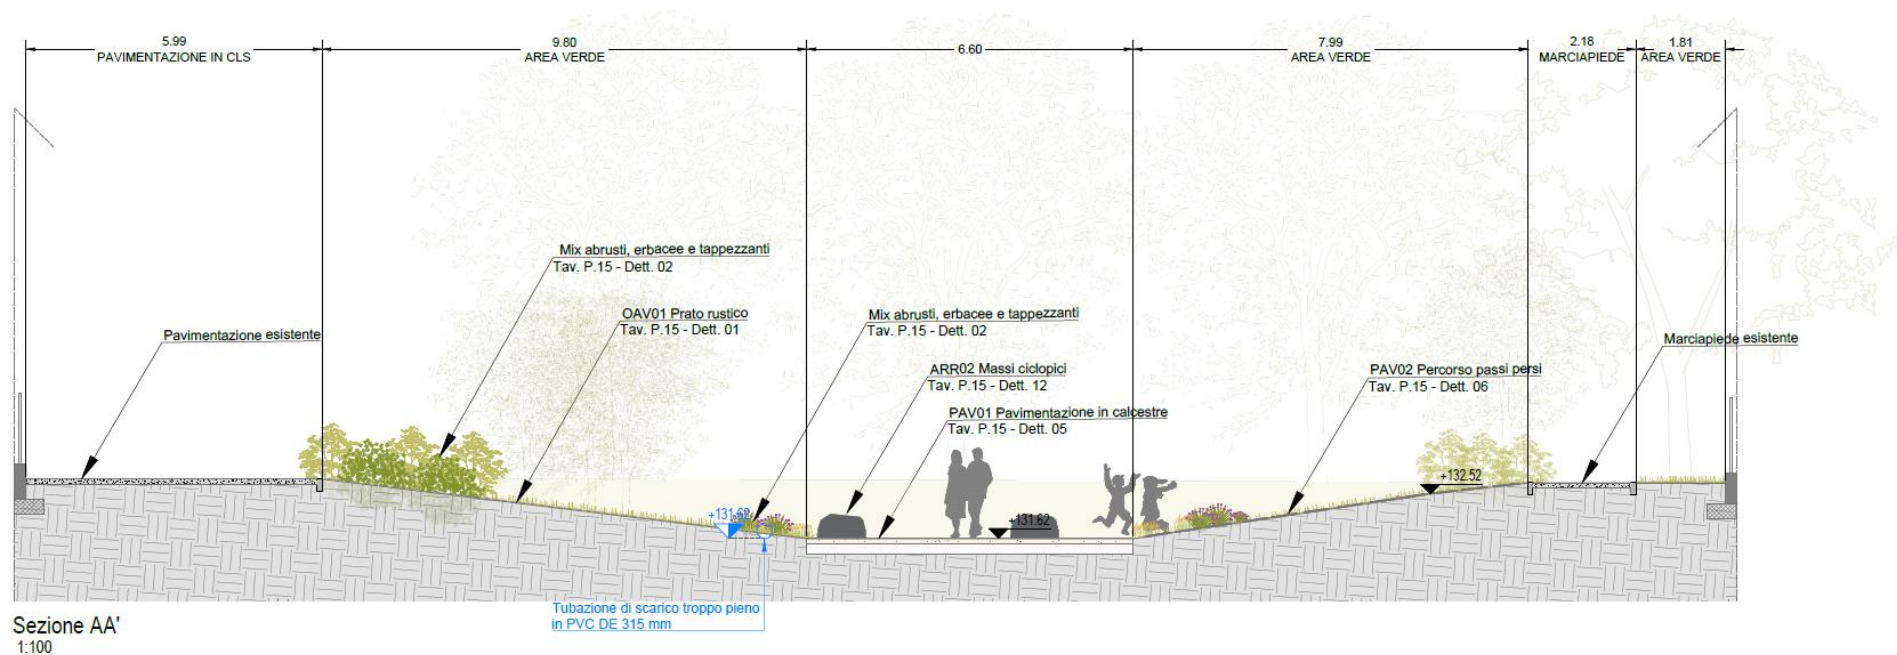 5.99
PAVIMENTAZIONE IN CLS
9.80
AREA VERDE
6.60
7.99
AREA VERDE
2.18
MARCIAPIEDE
1.81
AREA VERDE
Mix abrusti, erbacee e tappezzanti
Tav. P.15 - Dett. 02
OAV01 Prato rustico
Tav. P.15 - Dett. 01
Mix abrusti, erbacee e tappezzanti
Tav. P.15 - Dett. 02
Pavimentazione esistente
Marciapiede esistente
ARR02 Massi ciclopici
Tav. P.15 - Dett. 12
PAV02 Percorso passi persi
Tav. P.15 - Dett. 06
PAV01 Pavimentazione in calcestre
Tav. P.15 - Dett. 05
+132.52
+131.62
+131.62
Tubazione di scarico troppo pieno
in PVC DE 315 mm
Sezione AA'
1:100